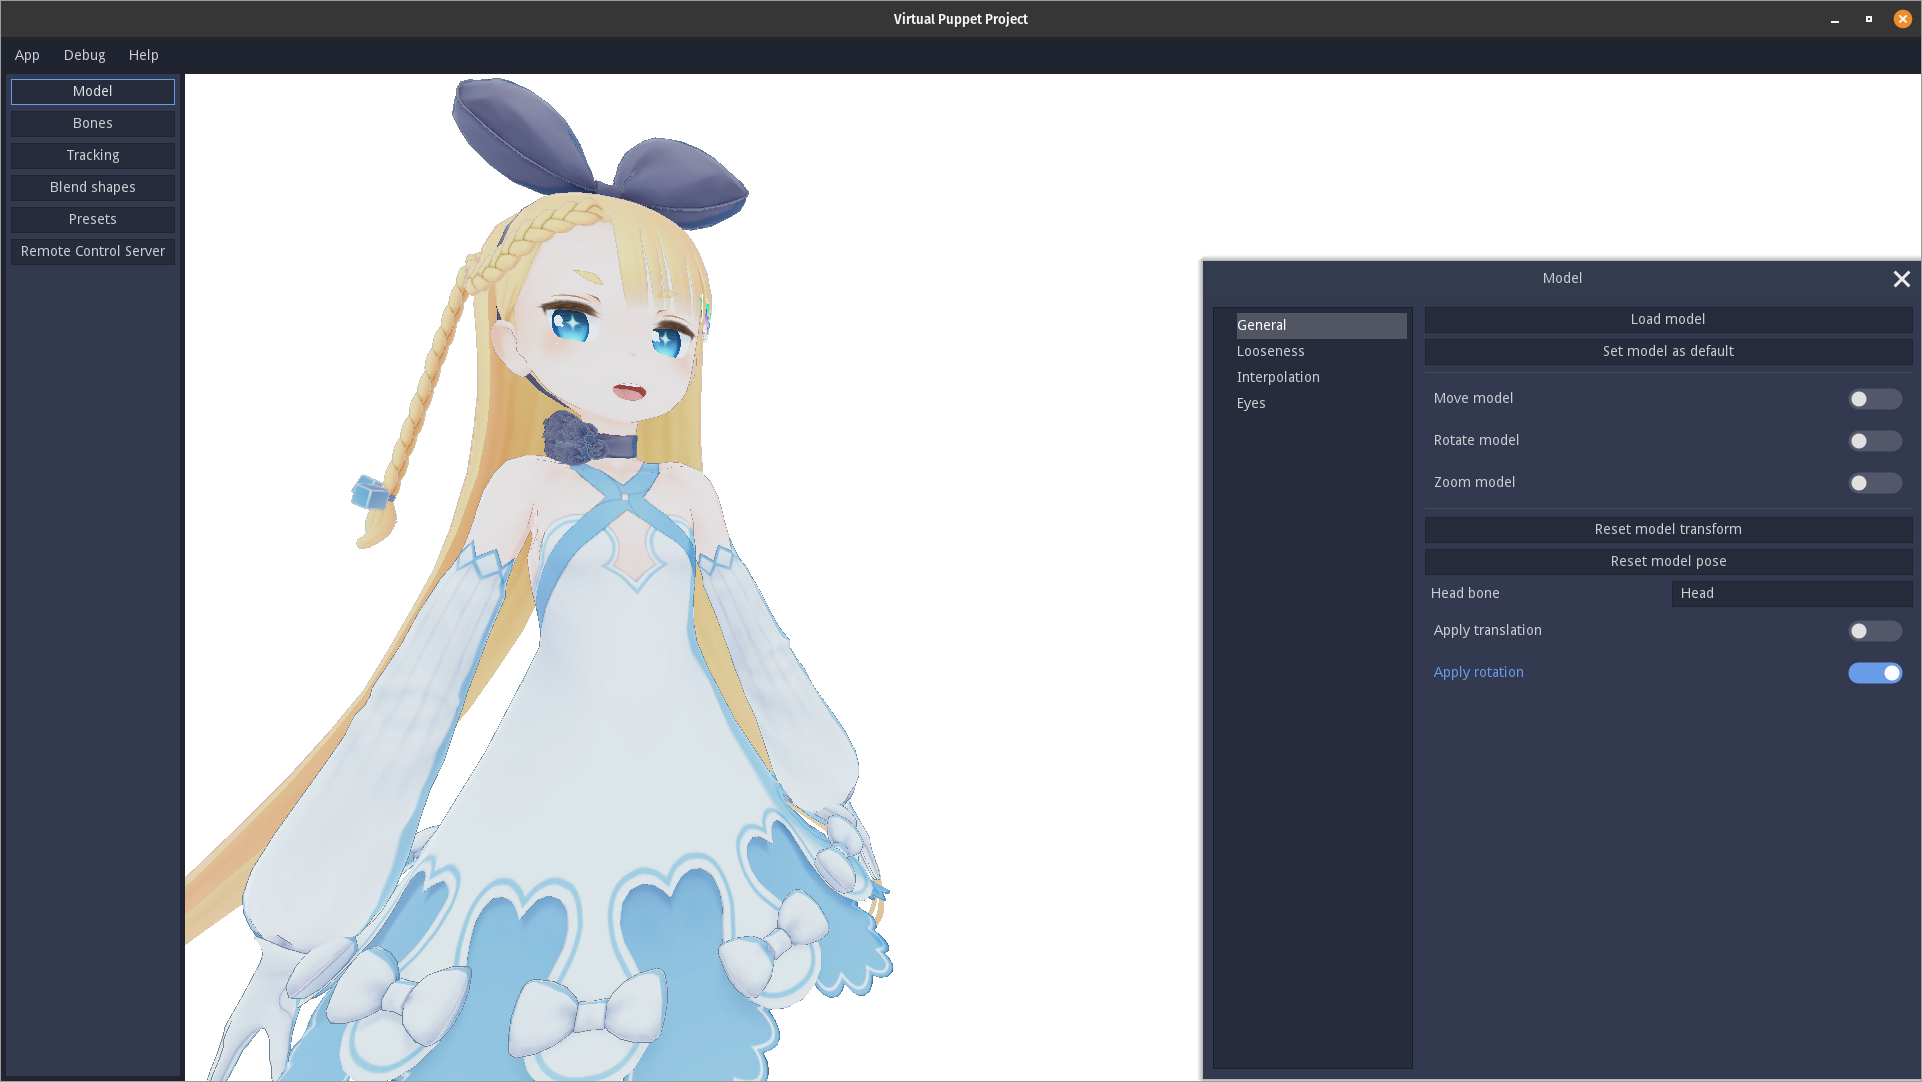 Virtual Puppet Project
App Debug Help
Model
Bones
Tracking
Blend shapes
Presets
Remote Control Server
Model
General
Looseness
Interpolation
Eyes
Load model
Set model as default
Move model
Rotate model
Zoom model
Reset model transform
Reset model pose
Head bone Head
Apply translation
Apply rotation